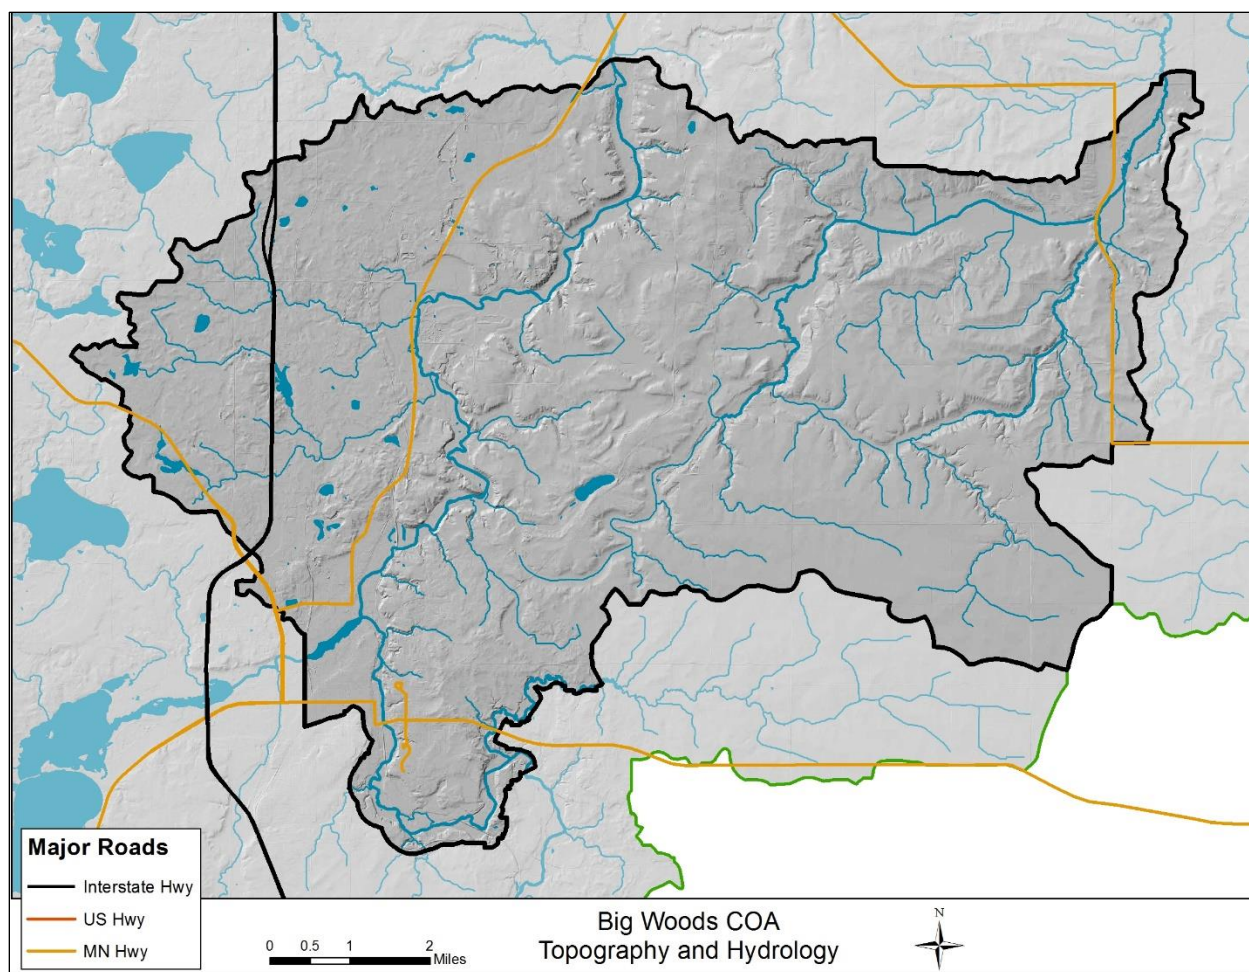 Major Roads
Interstate Hwy
US Hwy
MN Hwy
0 0.5 1 2
Miles
Big Woods COA
Topography and Hydrology
N